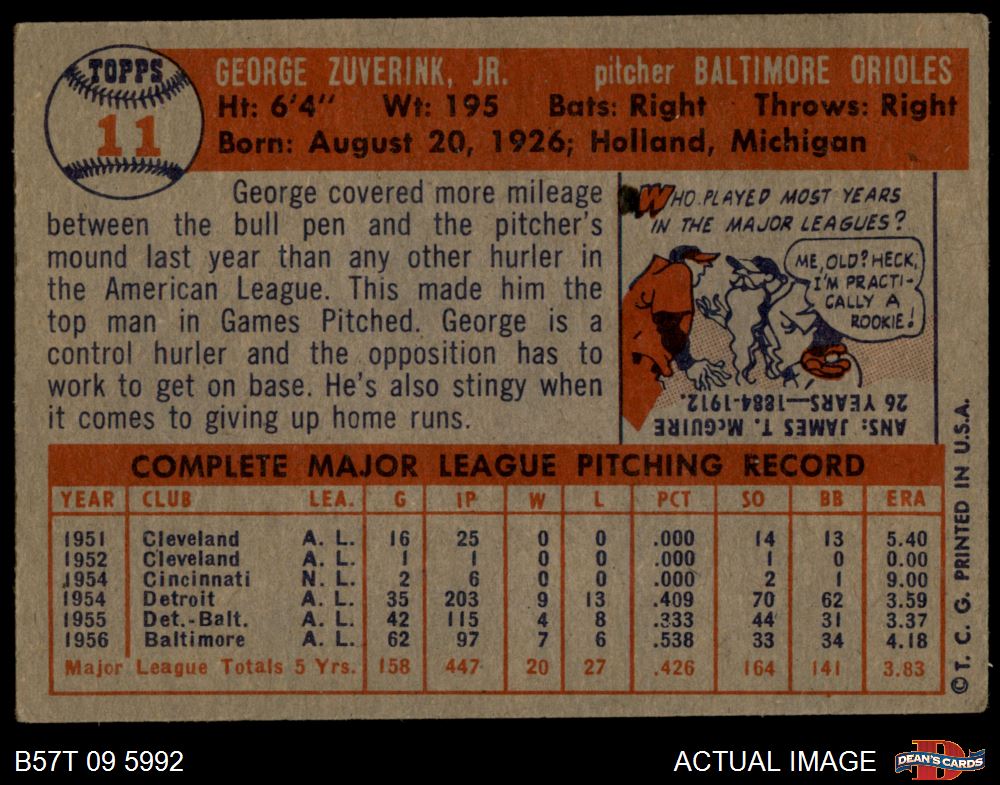 TOPPS
11
GEORGE ZUVERINK, JR. pitcher BALTIMORE ORIOLES
Ht: 6'4" Wt: 195 Bats: Right Throws: Right
Born: August 20, 1926; Holland, Michigan
George covered more mileage
between the bull pen and the pitcher's
mound last year than any other hurler in
the American League. This made him the
top man in Games Pitched. George is a
control hurler and the opposition has to
work to get on base. He's also stingy when
it comes to giving up home runs.
WHO PLAYED MOST YEARS
IN THE MAJOR LEAGUES?
ME, OLD? HECK,
I'M PRACTI-
CALLY A
ROOKIE!
ANS: JAMES T. McGUIRE
26 YEARS—1884-1912.
COMPLETE MAJOR LEAGUE PITCHING RECORD
YEAR CLUB LEA. G IP W L PCT SO BB ERA
1951 Cleveland A. L. 16 25 0 0 .000 14 13 5.40
1952 Cleveland A. L. 1 1 0 0 .000 1 0 0.00
1954 Cincinnati N. L. 2 6 0 0 .000 2 1 9.00
1954 Detroit A. L. 35 203 9 13 .409 70 62 3.59
1955 Det.-Balt. A. L. 42 115 4 8 .333 44 31 3.37
1956 Baltimore A. L. 62 97 7 6 .538 33 34 4.18
Major League Totals 5 Yrs. 158 447 20 27 .426 164 141 3.83
© T. C. G. PRINTED IN U.S.A.
B57T 09 5992
ACTUAL IMAGE
DEAN'S CARDS